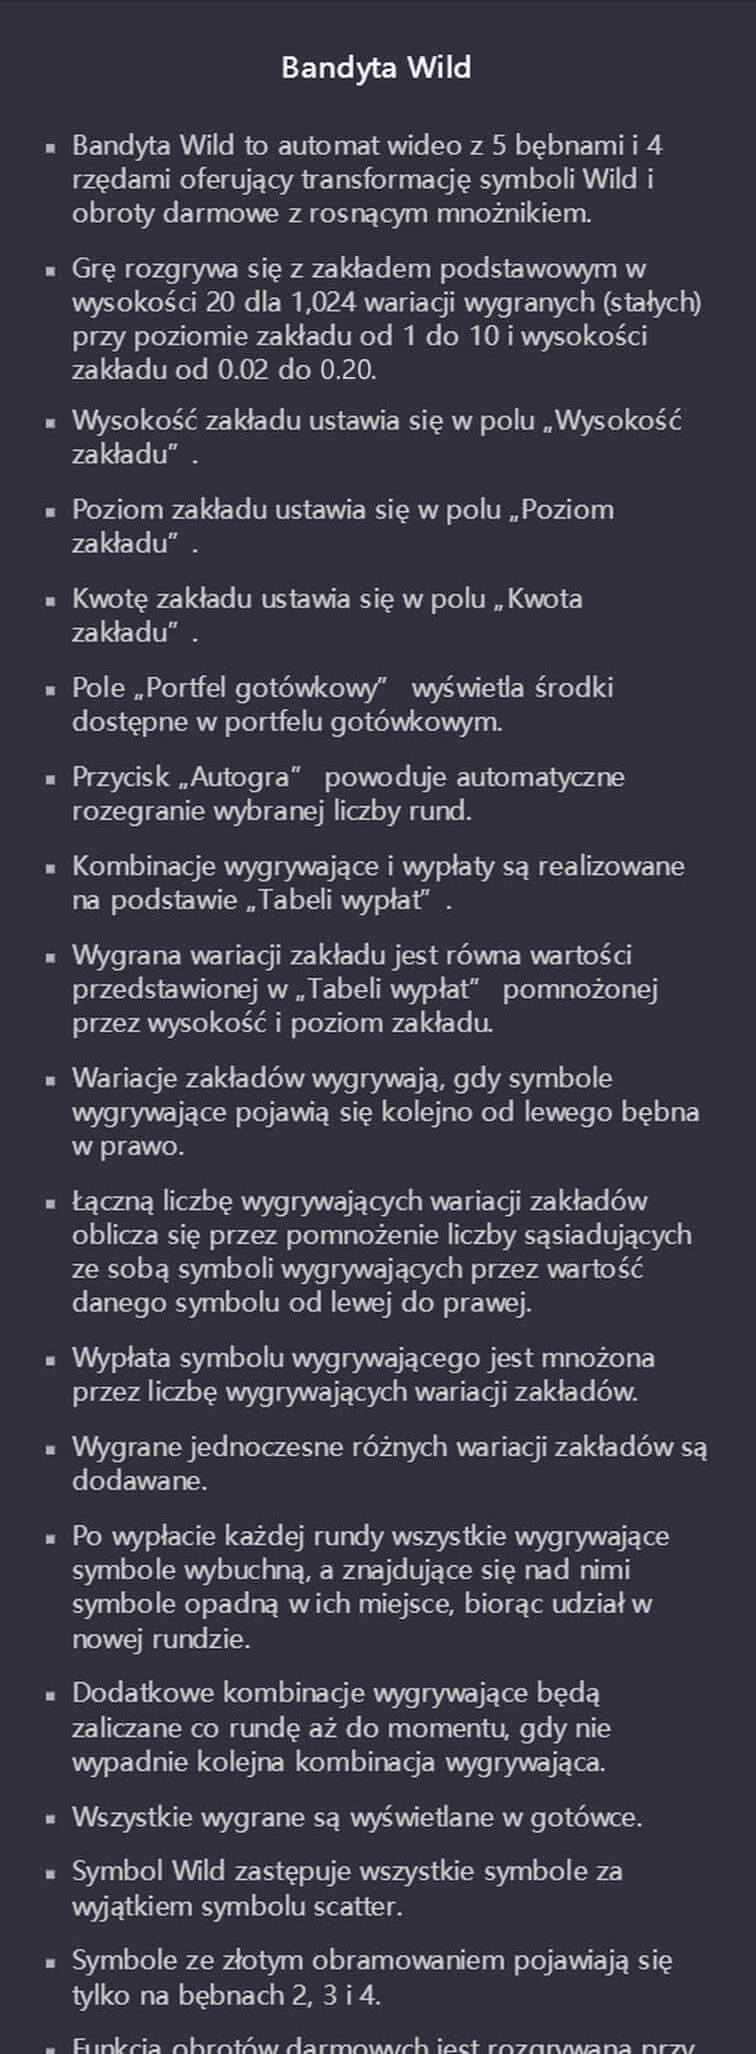 Bandyta Wild
▪ Bandyta Wild to automat wideo z 5 bębnami i 4
rzędami oferujący transformację symboli Wild i
obroty darmowe z rosnącym mnożnikiem.
▪ Grę rozgrywa się z zakładem podstawowym w
wysokości 20 dla 1,024 wariacji wygranych (stałych)
przy poziomie zakładu od 1 do 10 i wysokości
zakładu od 0.02 do 0.20.
▪ Wysokość zakładu ustawia się w polu „Wysokość
zakładu” .
▪ Poziom zakładu ustawia się w polu „Poziom
zakładu” .
▪ Kwotę zakładu ustawia się w polu „Kwota
zakładu” .
▪ Pole „Portfel gotówkowy” wyświetla środki
dostępne w portfelu gotówkowym.
▪ Przycisk „Autogra” powoduje automatyczne
rozegranie wybranej liczby rund.
▪ Kombinacje wygrywające i wypłaty są realizowane
na podstawie „Tabeli wypłat” .
▪ Wygrana wariacji zakładu jest równa wartości
przedstawionej w „Tabeli wypłat” pomnożonej
przez wysokość i poziom zakładu.
▪ Wariacje zakładów wygrywają, gdy symbole
wygrywające pojawią się kolejno od lewego bębna
w prawo.
▪ Łączną liczbę wygrywających wariacji zakładów
oblicza się przez pomnożenie liczby sąsiadujących
ze sobą symboli wygrywających przez wartość
danego symbolu od lewej do prawej.
▪ Wypłata symbolu wygrywającego jest mnożona
przez liczbę wygrywających wariacji zakładów.
▪ Wygrane jednoczesne różnych wariacji zakładów są
dodawane.
▪ Po wypłacie każdej rundy wszystkie wygrywające
symbole wybuchną, a znajdujące się nad nimi
symbole opadną w ich miejsce, biorąc udział w
nowej rundzie.
▪ Dodatkowe kombinacje wygrywające będą
zaliczane co rundę aż do momentu, gdy nie
wypadnie kolejna kombinacja wygrywająca.
▪ Wszystkie wygrane są wyświetlane w gotówce.
▪ Symbol Wild zastępuje wszystkie symbole za
wyjątkiem symbolu scatter.
▪ Symbole ze złotym obramowaniem pojawiają się
tylko na bębnach 2, 3 i 4.
▪ Funkcja obrotów darmowych jest rozgrywana przy